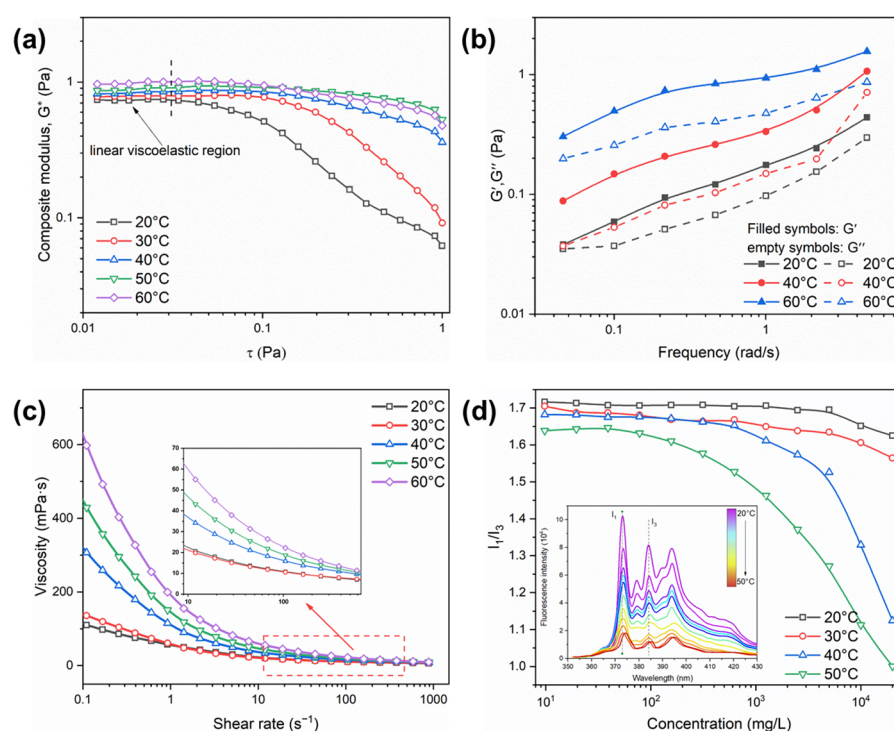 (a)
Composite modulus, G* (Pa)
1
0.1
linear viscoelastic region
20°C
30°C
40°C
50°C
60°C
0.01
0.1
1
τ (Pa)
(b)
G′,G′′ (Pa)
1
0.1
0.01
Filled symbols: G′
empty symbols: G′′
20°C 20°C
40°C 40°C
60°C 60°C
0.1
1
Frequency (rad/s)
(c)
Viscosity (mPa·s)
600
400
200
0
20°C
30°C
40°C
50°C
60°C
70
60
50
40
30
20
10
0
10
100
0.1
1
10
100
1000
Shear rate (s⁻¹)
(d)
I₁/I₃
1.7
1.6
1.5
1.4
1.3
1.2
1.1
1.0
I₁
I₃
20°C
50°C
Fluorescence intensity (10⁶)
10
8
6
4
2
0
350 360 370 380 390 400 410 420 430
Wavelength (nm)
20°C
30°C
40°C
50°C
10¹
10²
10³
10⁴
Concentration (mg/L)